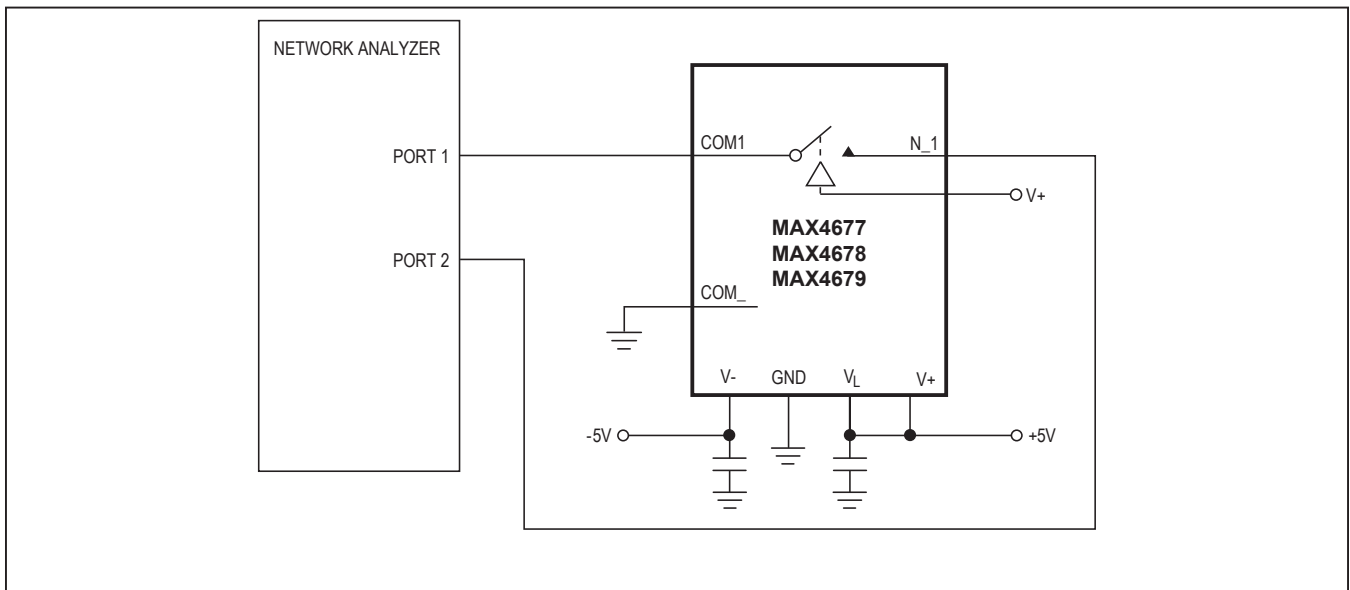 NETWORK ANALYZER
PORT 1
COM1
N_1
V+
MAX4677
MAX4678
MAX4679
PORT 2
COM_
V-
GND
VL
V+
-5V
+5V